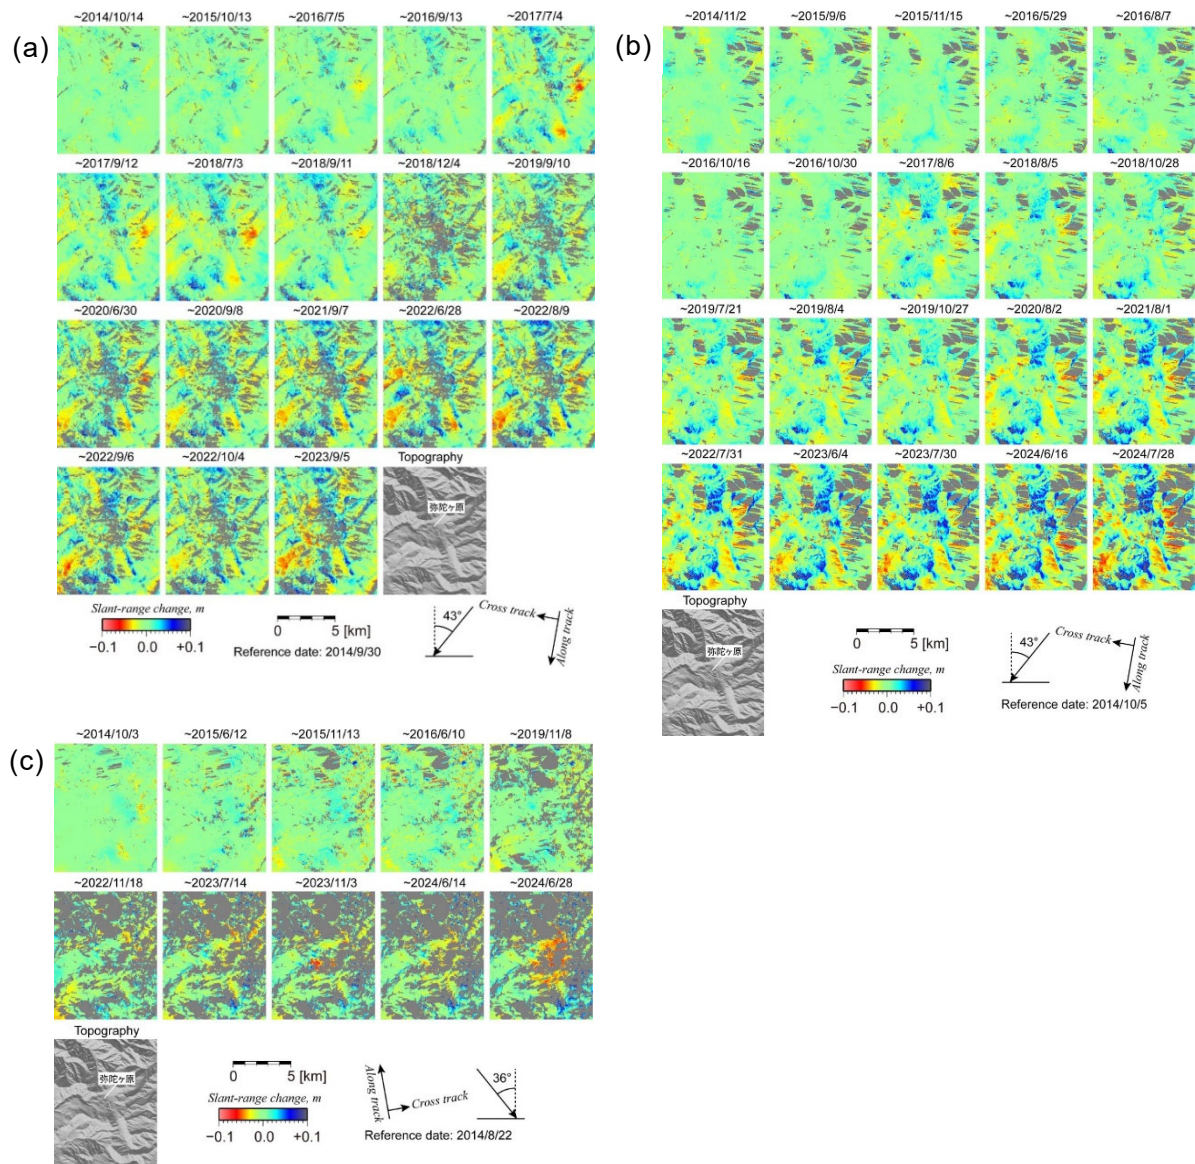 (a)
~2014/10/14 ~2015/10/13 ~2016/7/5 ~2016/9/13 ~2017/7/4
~2017/9/12 ~2018/7/3 ~2018/9/11 ~2018/12/4 ~2019/9/10
~2020/6/30 ~2020/9/8 ~2021/9/7 ~2022/6/28 ~2022/8/9
~2022/9/6 ~2022/10/4 ~2023/9/5 Topography
弥陀ヶ原
Slant-range change, m
−0.1 0.0 +0.1
0 5 [km]
Reference date: 2014/9/30
43°
Cross track
Along track
(b)
~2014/11/2 ~2015/9/6 ~2015/11/15 ~2016/5/29 ~2016/8/7
~2016/10/16 ~2016/10/30 ~2017/8/6 ~2018/8/5 ~2018/10/28
~2019/7/21 ~2019/8/4 ~2019/10/27 ~2020/8/2 ~2021/8/1
~2022/7/31 ~2023/6/4 ~2023/7/30 ~2024/6/16 ~2024/7/28
Topography
弥陀ヶ原
0 5 [km]
Slant-range change, m
−0.1 0.0 +0.1
43°
Cross track
Along track
Reference date: 2014/10/5
(c)
~2014/10/3 ~2015/6/12 ~2015/11/13 ~2016/6/10 ~2019/11/8
~2022/11/18 ~2023/7/14 ~2023/11/3 ~2024/6/14 ~2024/6/28
Topography
弥陀ヶ原
0 5 [km]
Slant-range change, m
−0.1 0.0 +0.1
Along track
Cross track
36°
Reference date: 2014/8/22